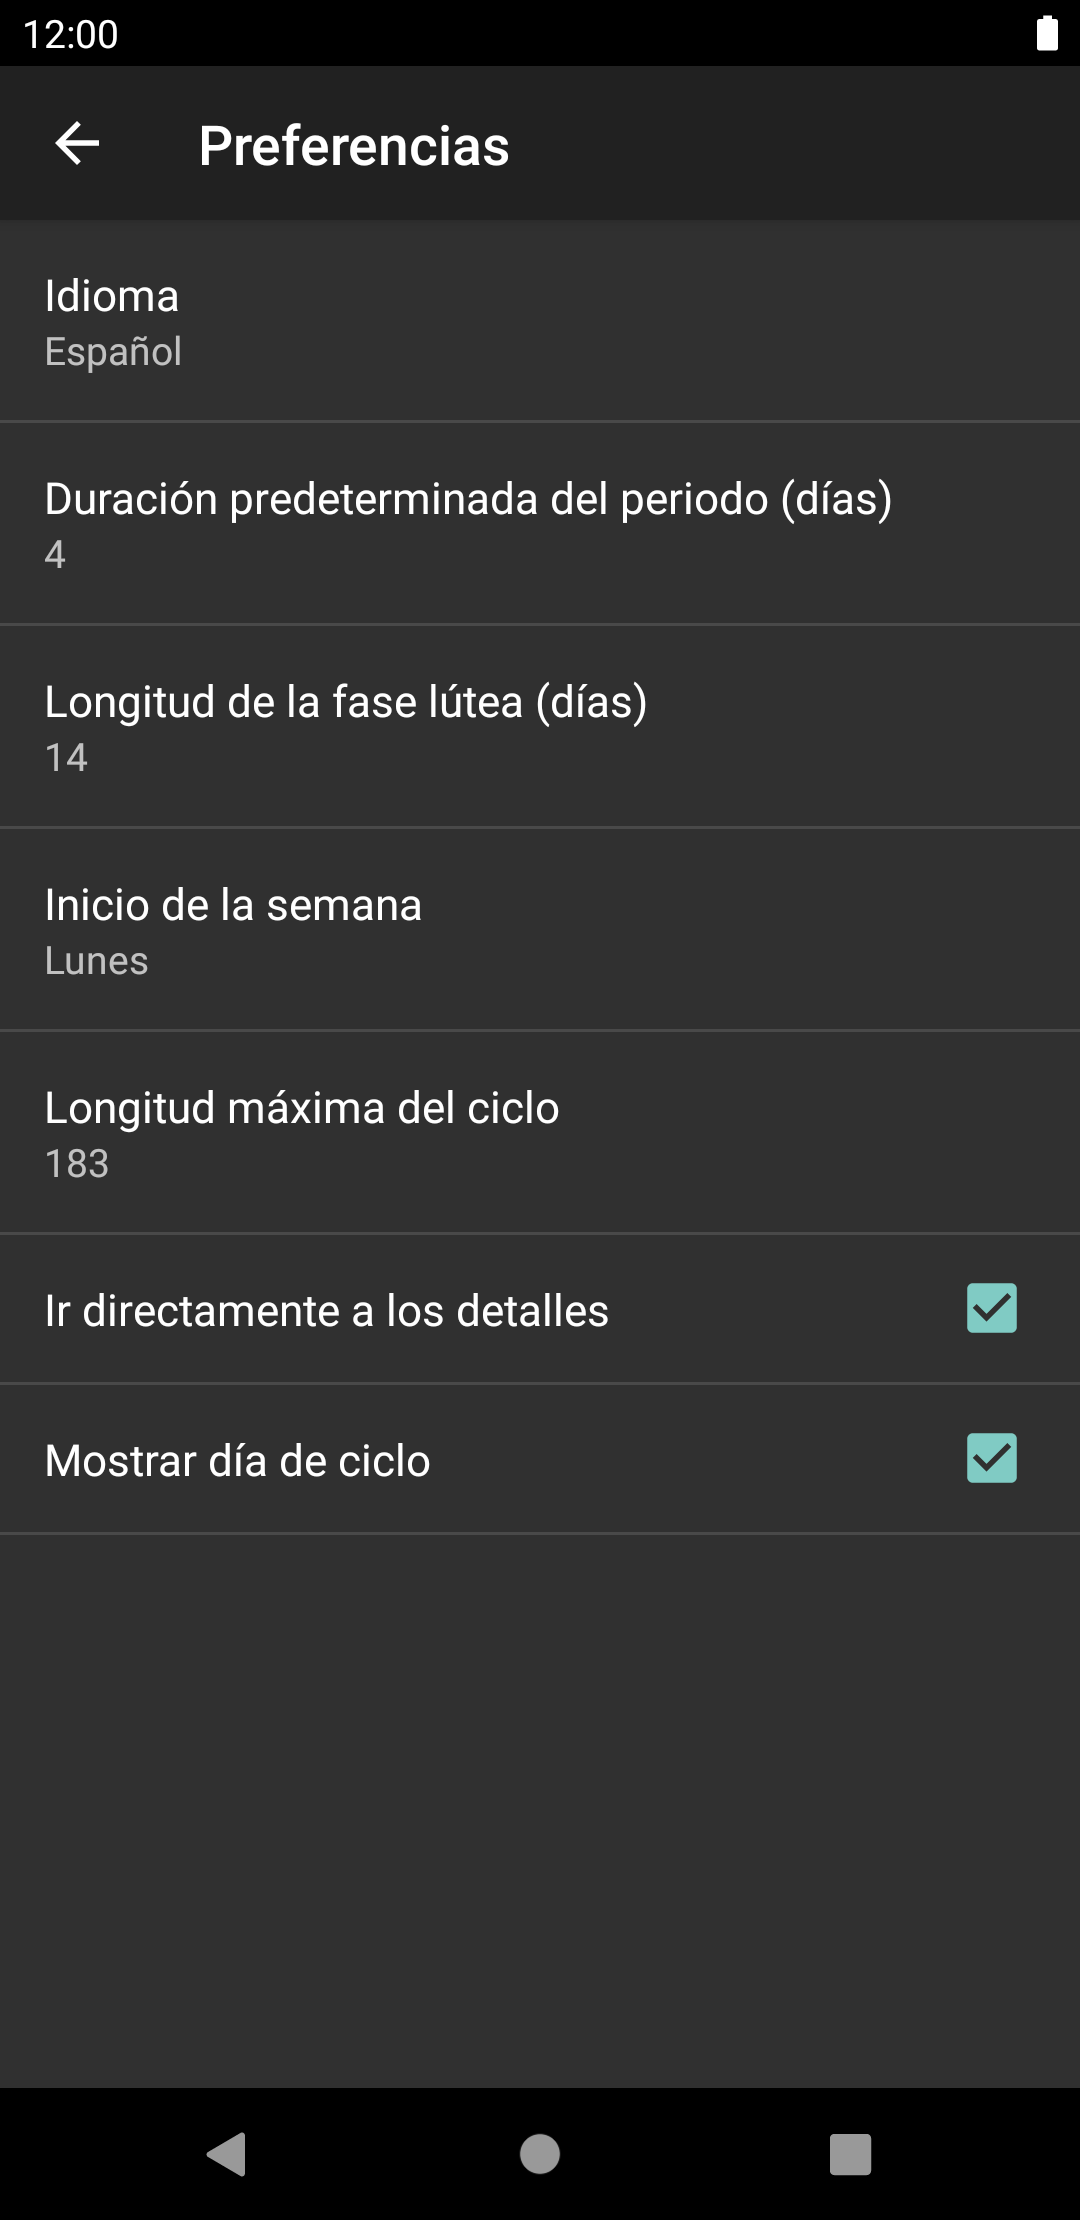 12:00
Preferencias
Idioma
Español
Duración predeterminada del periodo (días)
4
Longitud de la fase lútea (días)
14
Inicio de la semana
Lunes
Longitud máxima del ciclo
183
Ir directamente a los detalles
Mostrar día de ciclo